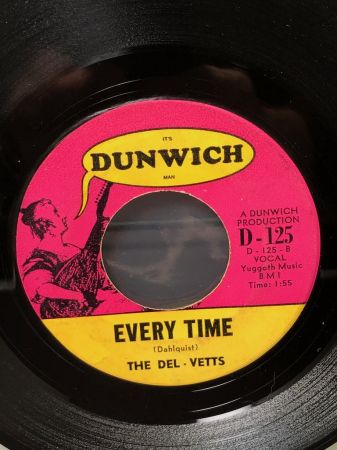 IT'S
DUNWICH
MAN
A DUNWICH
PRODUCTION
D-125
D-125-B
VOCAL
Yuggoth Music
BMI
Time: 1:55
EVERY TIME
(Dahlquist)
THE DEL-VETTS